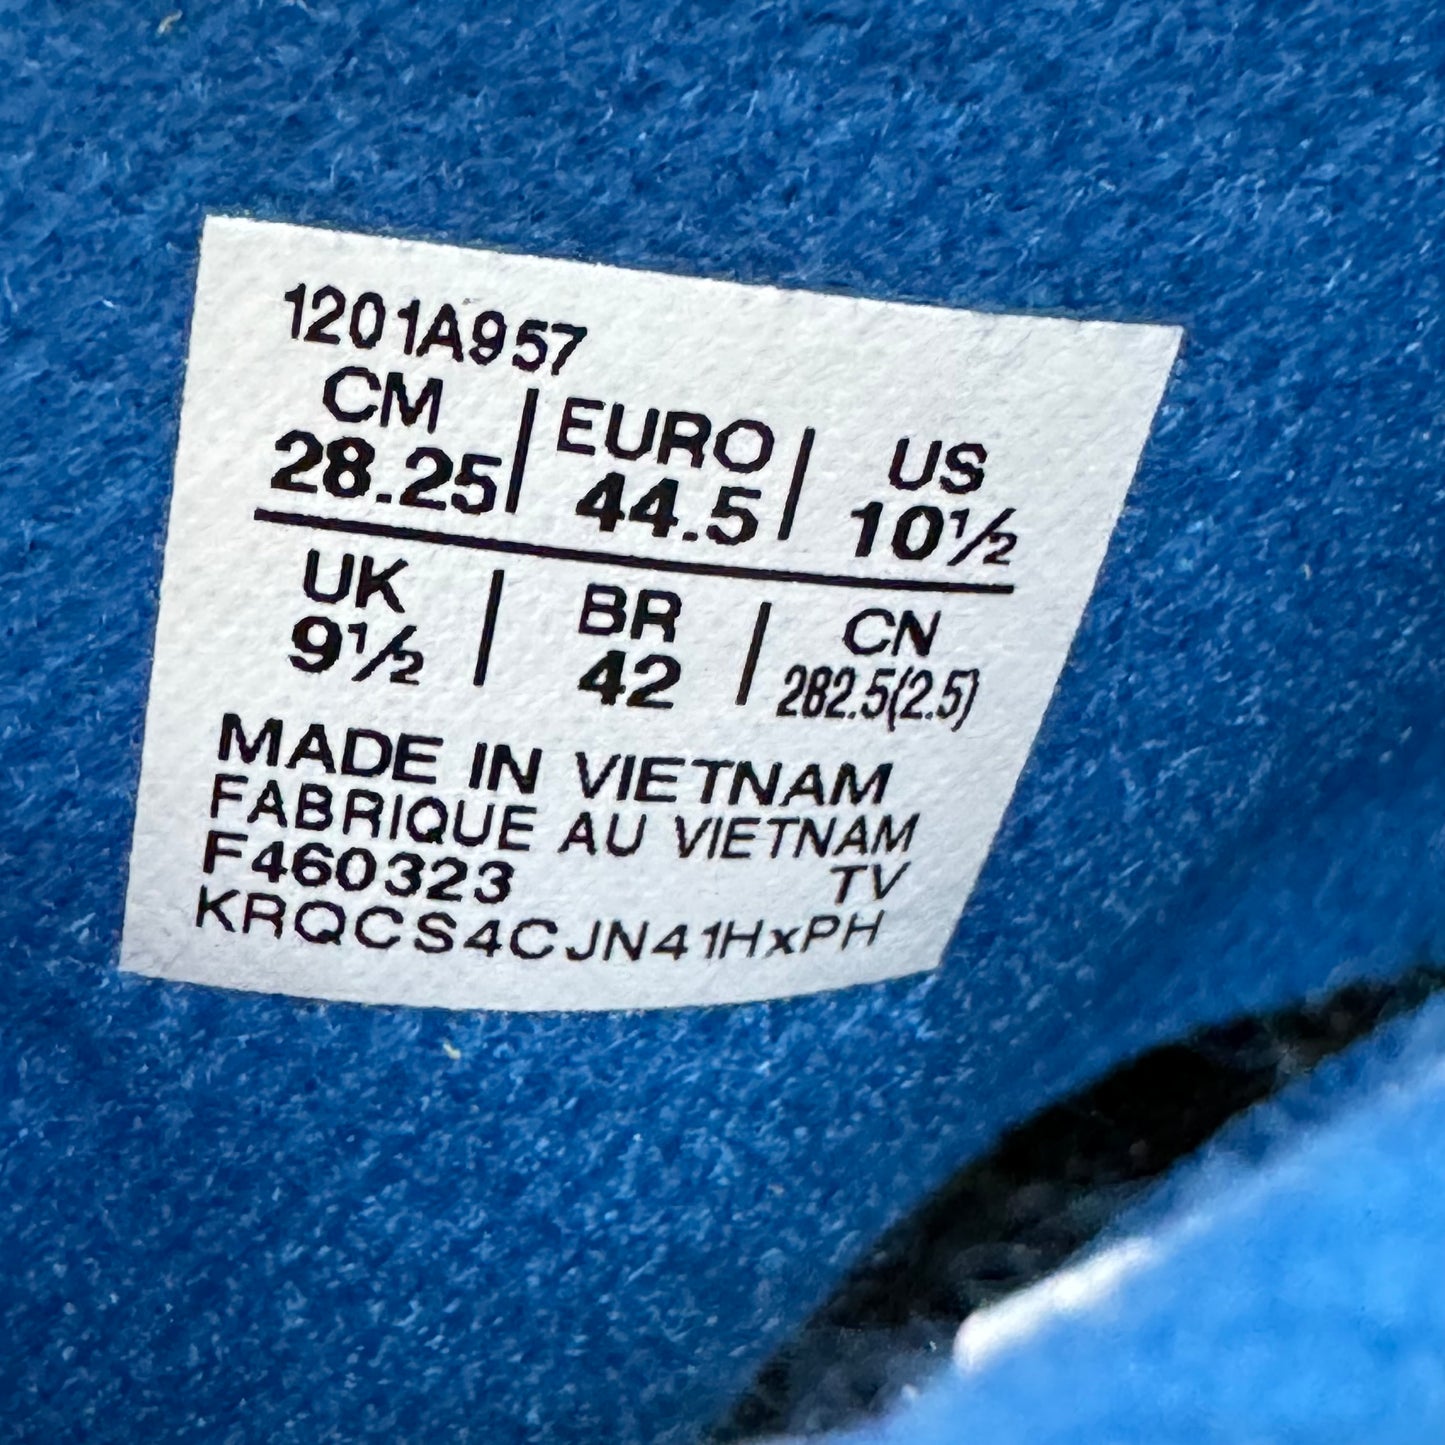 1201A957
CM | EURO | US
28.25 | 44.5 | 10½
UK | BR | CN
9½ | 42 | 282.5(2.5)
MADE IN VIETNAM
FABRIQUE AU VIETNAM
F460323 TV
KRQCS4CJN41HxPH